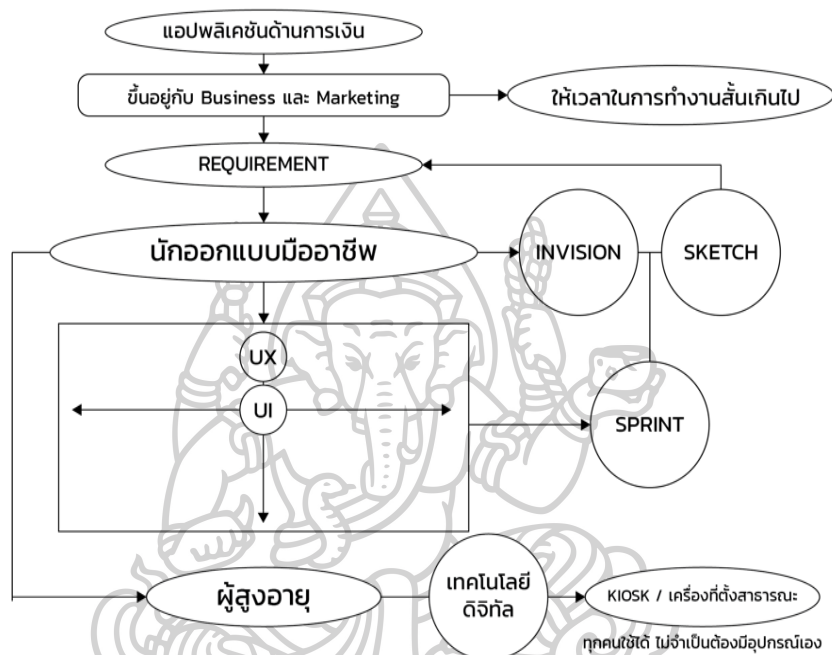 แอปพลิเคชันด้านการเงิน
ขึ้นอยู่กับ Business และ Marketing
ให้เวลาในการทำงานสั้นเกินไป
REQUIREMENT
นักออกแบบมืออาชีพ
INVISION
SKETCH
UX
UI
SPRINT
ผู้สูงอายุ
เทคโนโลยี
ดิจิทัล
KIOSK / เครื่องที่ตั้งสาธารณะ
ทุกคนใช้ได้ ไม่จำเป็นต้องมีอุปกรณ์เอง